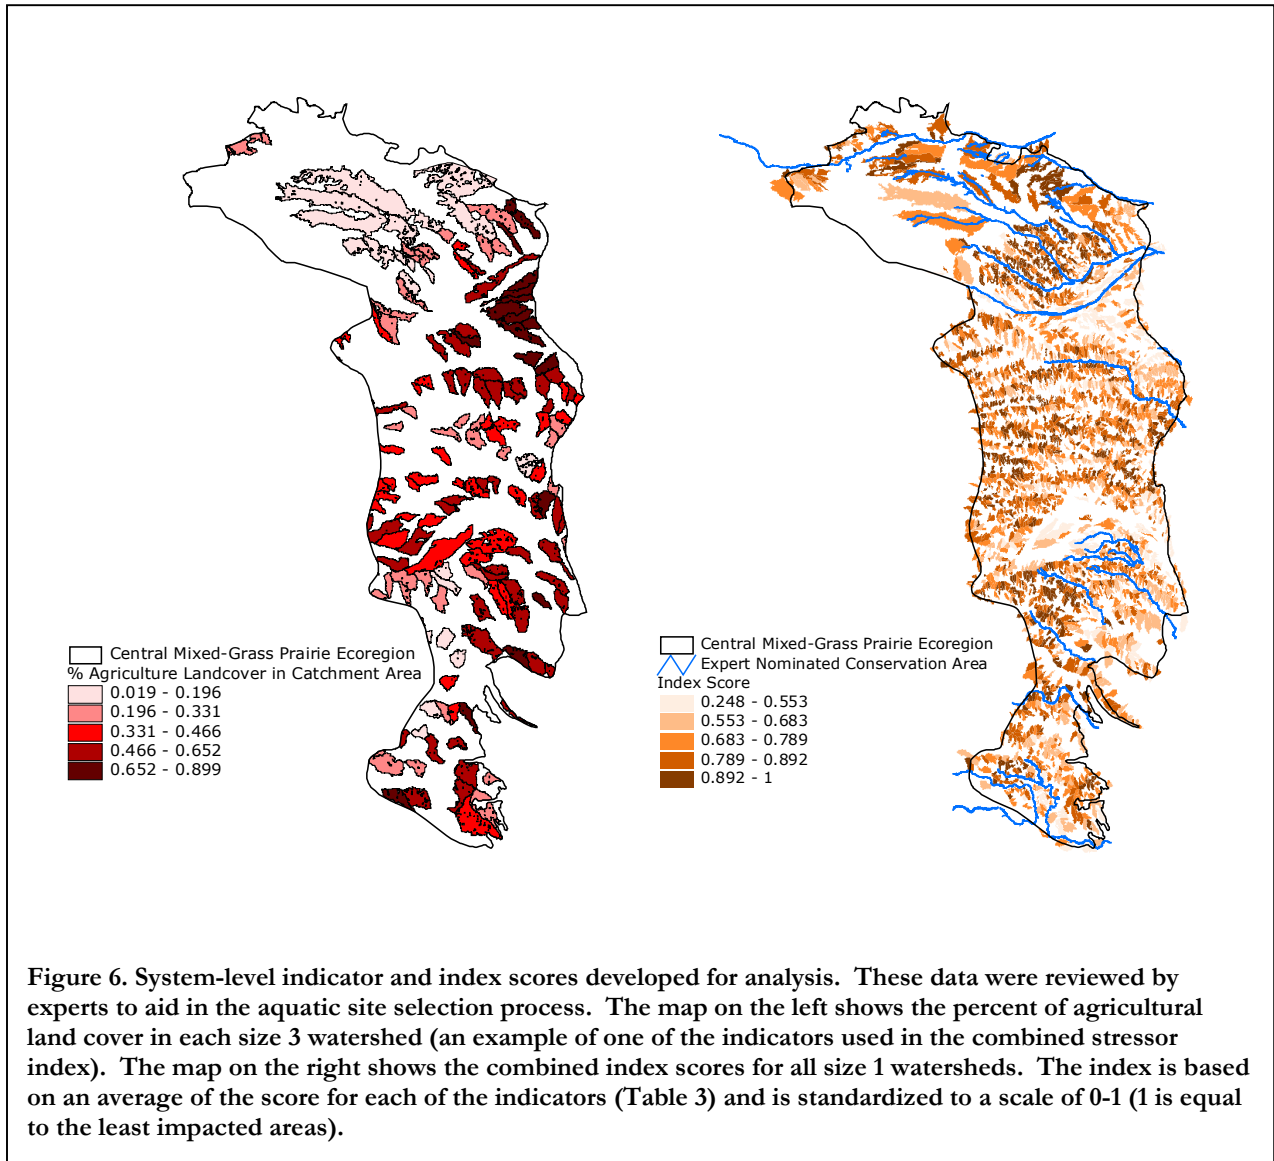 Central Mixed-Grass Prairie Ecoregion
% Agriculture Landcover in Catchment Area
0.019 - 0.196
0.196 - 0.331
0.331 - 0.466
0.466 - 0.652
0.652 - 0.899
Central Mixed-Grass Prairie Ecoregion
Expert Nominated Conservation Area
Index Score
0.248 - 0.553
0.553 - 0.683
0.683 - 0.789
0.789 - 0.892
0.892 - 1
Figure 6. System-level indicator and index scores developed for analysis. These data were reviewed by
experts to aid in the aquatic site selection process. The map on the left shows the percent of agricultural
land cover in each size 3 watershed (an example of one of the indicators used in the combined stressor
index). The map on the right shows the combined index scores for all size 1 watersheds. The index is based
on an average of the score for each of the indicators (Table 3) and is standardized to a scale of 0-1 (1 is equal
to the least impacted areas).